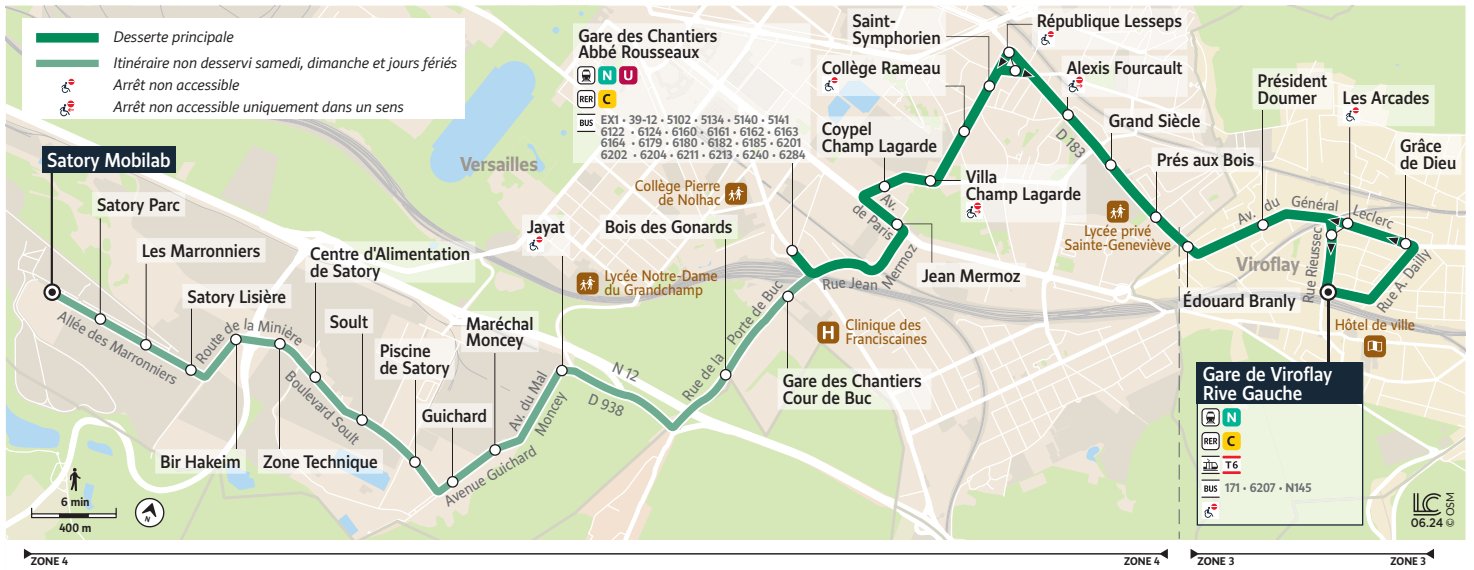 Desserte principale
Itinéraire non desservi samedi, dimanche et jours fériés
Arrêt non accessible
Arrêt non accessible uniquement dans un sens
Gare des Chantiers
Abbé Rousseaux
N U
RER C
BUS EX1 • 39-12 • 5102 • 5134 • 5140 • 5141
6122 • 6124 • 6160 • 6161 • 6162 • 6163
6164 • 6179 • 6180 • 6182 • 6185 • 6201
6202 • 6204 • 6211 • 6213 • 6240 • 6284
Saint-
Symphorien
République Lesseps
Collège Rameau
Alexis Fourcault
Président
Doumer
Les Arcades
Grâce
de Dieu
Grand Siècle
Prés aux Bois
Coypel
Champ Lagarde
Villa
Champ Lagarde
D 183
Versailles
Satory Mobilab
Satory Parc
Les Marronniers
Centre d'Alimentation
de Satory
Satory Lisière
Soult
Piscine
de Satory
Maréchal
Moncey
Guichard
Jayat
Bois des Gonards
Collège Pierre
de Nolhac
Lycée Notre-Dame
du Grandchamp
Av.
de Paris
Jean Mermoz
Rue Jean
Mermoz
Lycée privé
Sainte-Geneviève
Av. du Général Leclerc
Viroflay
Rue Rieussec
Rue A. Dailly
Édouard Branly
Hôtel de ville
H
Clinique des
Franciscaines
Gare des Chantiers
Cour de Buc
Rue de la Porte de Buc
N 12
D 938
Av. du Mal
Moncey
Avenue Guichard
Boulevard Soult
Route de la Minière
Allée des Marronniers
Bir Hakeim
Zone Technique
Gare de Viroflay
Rive Gauche
N
RER C
T6
BUS 171 • 6207 • N145
6 min
400 m
N
LC
06.24 © OSM
ZONE 4
ZONE 4
ZONE 3
ZONE 3